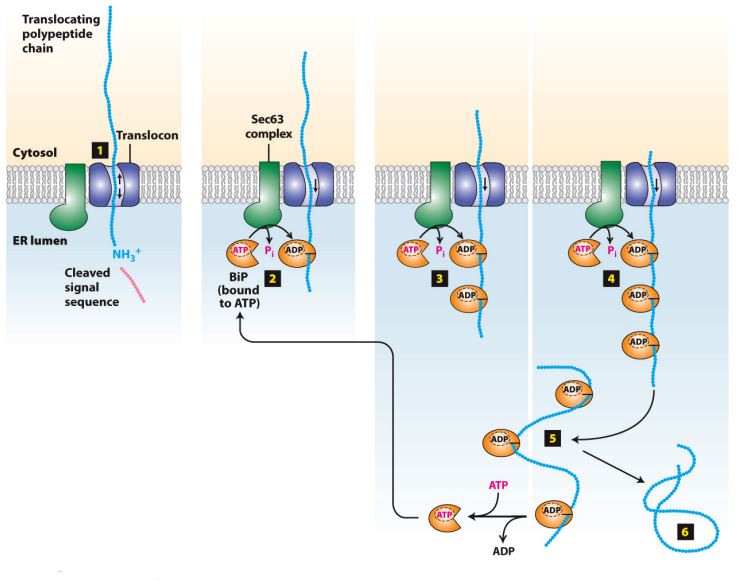 Translocating
polypeptide
chain
1
Translocon
Cytosol
ER lumen
NH3+
Cleaved
signal
sequence
Sec63
complex
ATP
Pi
ADP
2
BiP
(bound
to ATP)
ATP
Pi
ADP
3
ADP
ATP
Pi
ADP
4
ADP
ADP
ADP
ADP
5
ATP
ATP
ADP
ADP
6